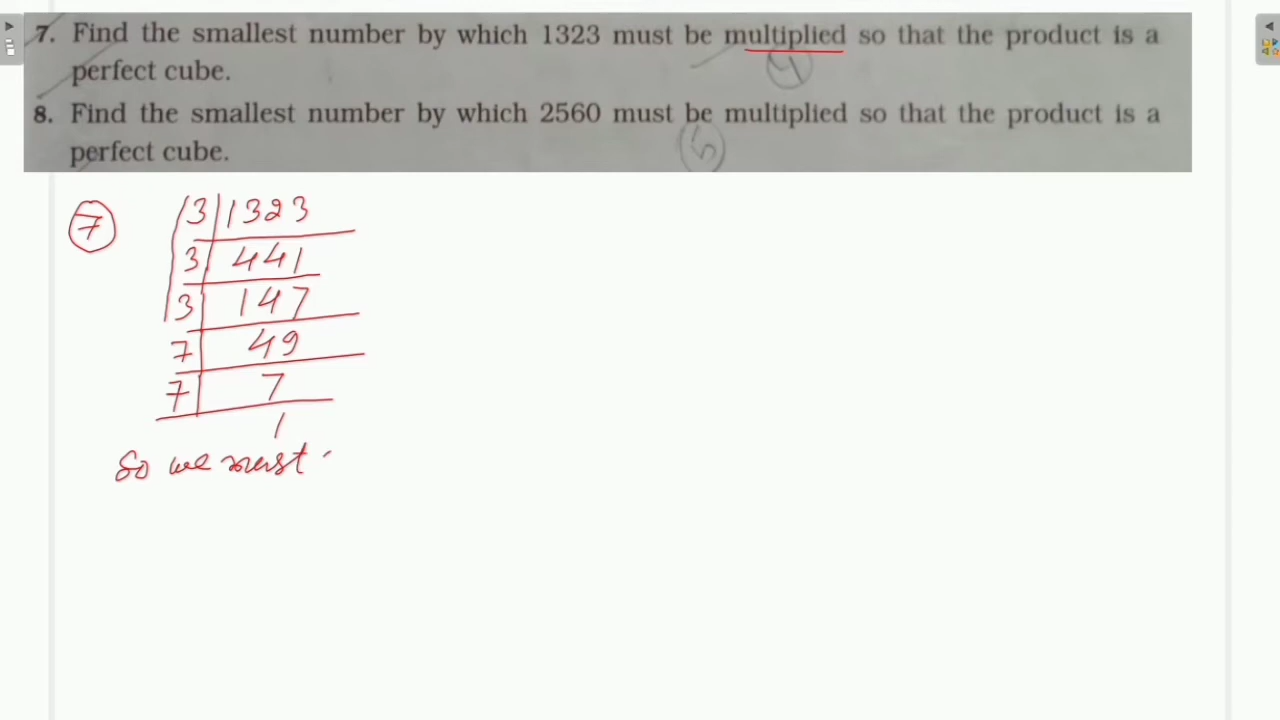 7. Find the smallest number by which 1323 must be multiplied so that the product is a
perfect cube.
8. Find the smallest number by which 2560 must be multiplied so that the product is a
perfect cube.
5
7
3 1323
3 441
3 147
7 49
7 7
1
So we must